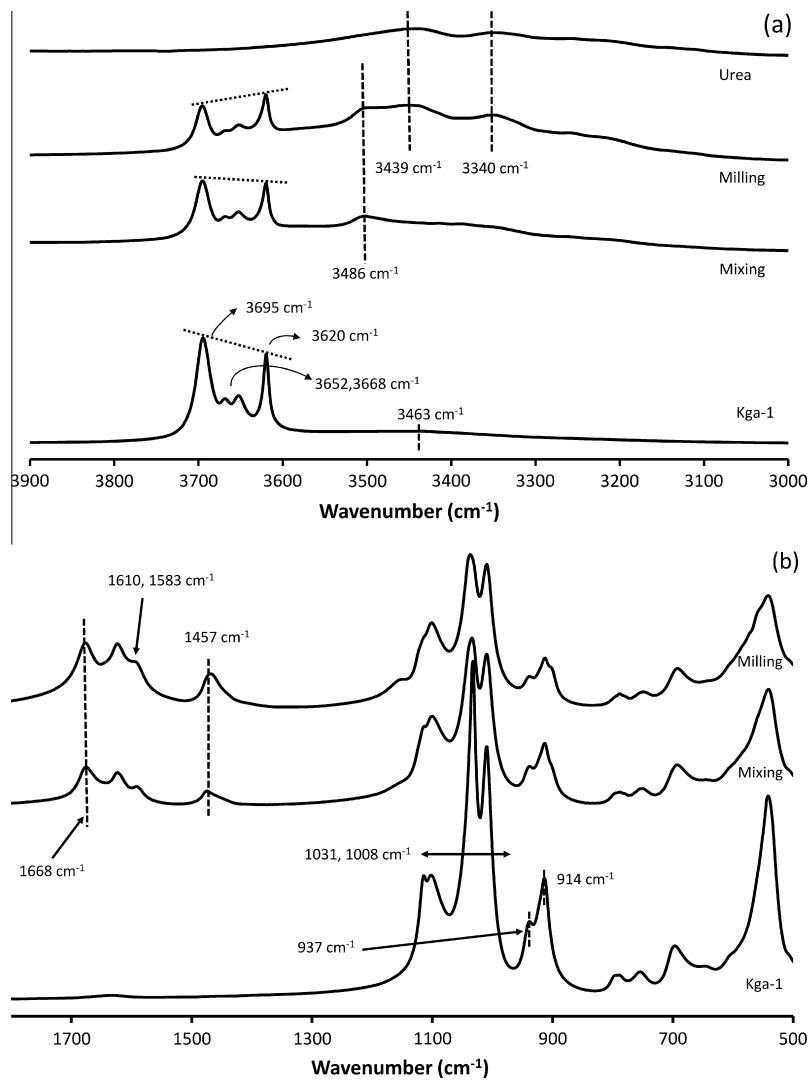 (a)
Urea
3439 cm-1 3340 cm-1
Milling
3486 cm-1
Mixing
3695 cm-1
3620 cm-1
3652,3668 cm-1
3463 cm-1
Kga-1
3900 3800 3700 3600 3500 3400 3300 3200 3100 3000
Wavenumber (cm-1)
(b)
1610, 1583 cm-1
1457 cm-1
Milling
Mixing
1031, 1008 cm-1
1668 cm-1
914 cm-1
937 cm-1
Kga-1
1700 1500 1300 1100 900 700 500
Wavenumber (cm-1)